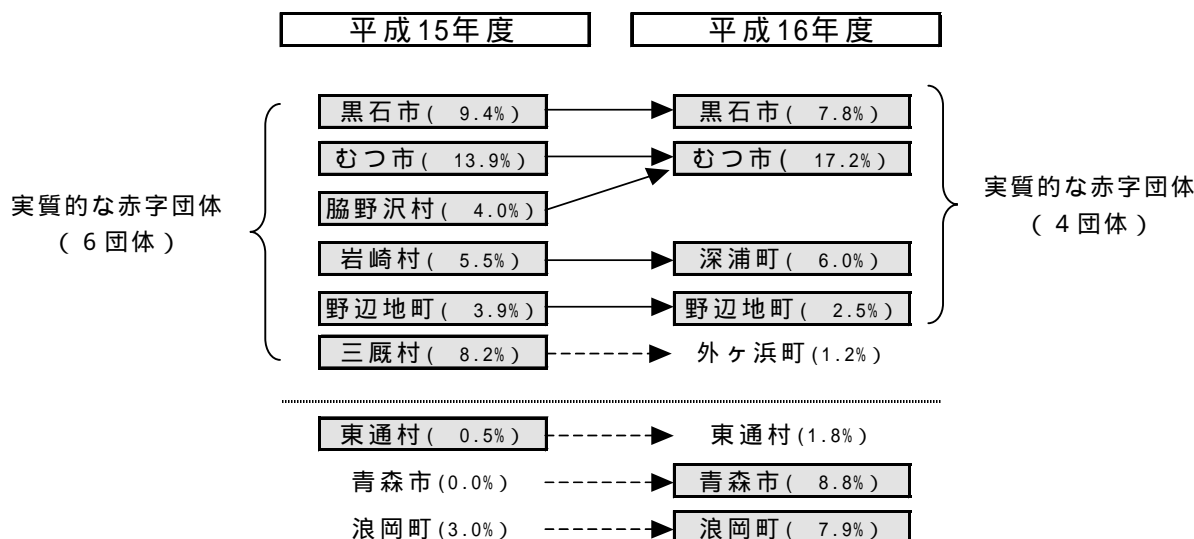 平成15年度 平成16年度
黒石市( 9.4%) 黒石市( 7.8%)
むつ市( 13.9%) むつ市( 17.2%)
脇野沢村( 4.0%)
実質的な赤字団体
(6団体)
実質的な赤字団体
(4団体)
岩崎村( 5.5%) 深浦町( 6.0%)
野辺地町( 3.9%) 野辺地町( 2.5%)
三厩村( 8.2%) 外ヶ浜町(1.2%)
東通村( 0.5%) 東通村(1.8%)
青森市(0.0%) 青森市( 8.8%)
浪岡町(3.0%) 浪岡町( 7.9%)